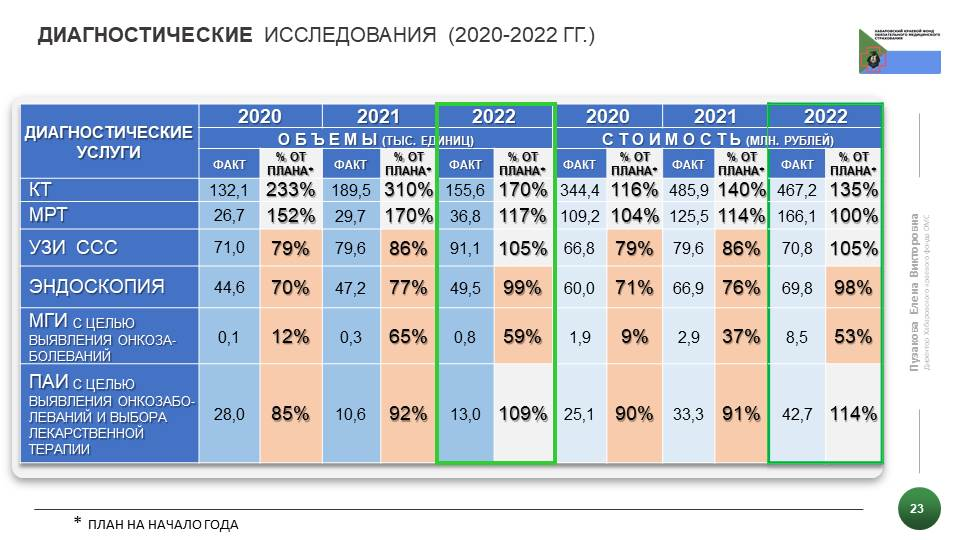 ДИАГНОСТИЧЕСКИЕ ИССЛЕДОВАНИЯ (2020-2022 ГГ.)
ХАБАРОВСКИЙ КРАЕВОЙ ФОНД
ОБЯЗАТЕЛЬНОГО МЕДИЦИНСКОГО
СТРАХОВАНИЯ
ДИАГНОСТИЧЕСКИЕ
УСЛУГИ
2020 2021 2022 2020 2021 2022
О Б Ъ Е М Ы (ТЫС. ЕДИНИЦ) С Т О И М О С Т Ь (МЛН. РУБЛЕЙ)
ФАКТ % ОТ ПЛАНА* ФАКТ % ОТ ПЛАНА* ФАКТ % ОТ ПЛАНА* ФАКТ % ОТ ПЛАНА* ФАКТ % ОТ ПЛАНА* ФАКТ % ОТ ПЛАНА*
КТ 132,1 233% 189,5 310% 155,6 170% 344,4 116% 485,9 140% 467,2 135%
МРТ 26,7 152% 29,7 170% 36,8 117% 109,2 104% 125,5 114% 166,1 100%
УЗИ ССС 71,0 79% 79,6 86% 91,1 105% 66,8 79% 79,6 86% 70,8 105%
ЭНДОСКОПИЯ 44,6 70% 47,2 77% 49,5 99% 60,0 71% 66,9 76% 69,8 98%
МГИ С ЦЕЛЬЮ
ВЫЯВЛЕНИЯ ОНКОЗА-
БОЛЕВАНИЙ
0,1 12% 0,3 65% 0,8 59% 1,9 9% 2,9 37% 8,5 53%
ПАИ С ЦЕЛЬЮ
ВЫЯВЛЕНИЯ ОНКОЗАБО-
ЛЕВАНИЙ И ВЫБОРА
ЛЕКАРСТВЕННОЙ
ТЕРАПИИ
28,0 85% 10,6 92% 13,0 109% 25,1 90% 33,3 91% 42,7 114%
Пузакова Елена Викторовна
Директор Хабаровского краевого фонда ОМС
23
* ПЛАН НА НАЧАЛО ГОДА